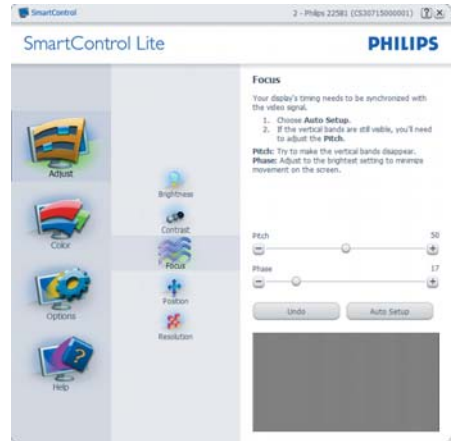 SmartControl
2 - Philips 225B1 (CS30715000001)
SmartControl Lite
PHILIPS
Adjust
Color
Options
Help
Brightness
Contrast
Focus
Position
Resolution
Focus
Your display's timing needs to be synchronized with
the video signal.
1. Choose Auto Setup.
2. If the vertical bands are still visible, you'll need
to adjust the Pitch.
Pitch: Try to make the vertical bands disappear.
Phase: Adjust to the brightest setting to minimize
movement on the screen.
Pitch 50
Phase 17
Undo
Auto Setup